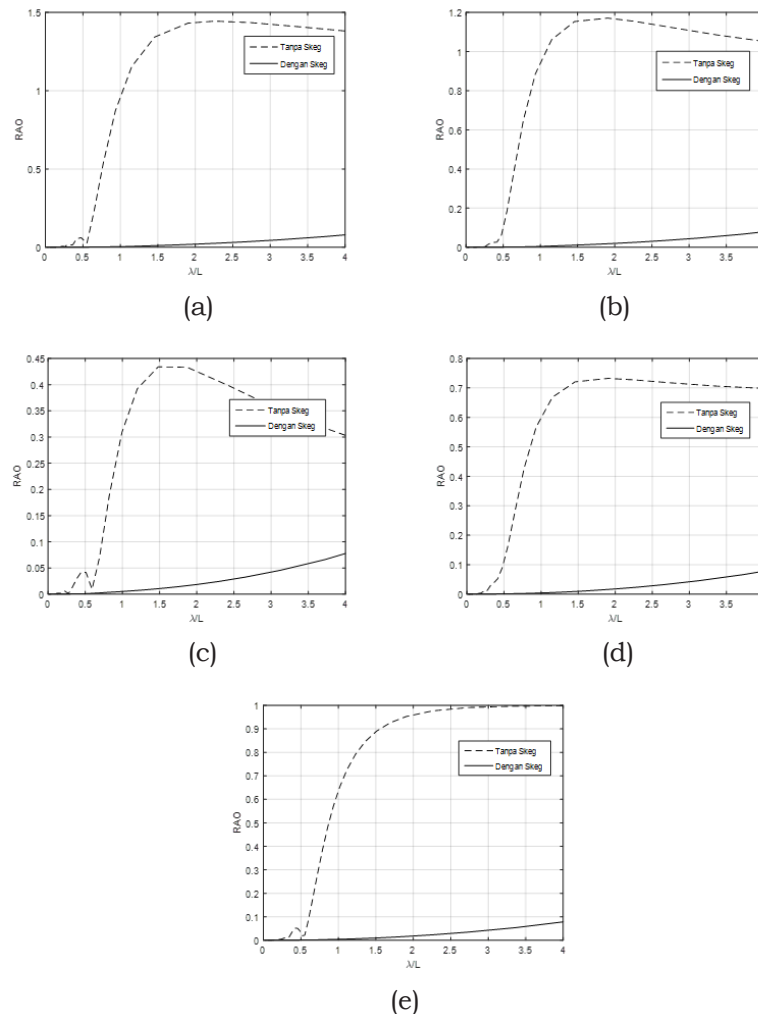 1.5
1
0.5
0
RAO
Tanpa Skeg
Dengan Skeg
0 0.5 1 1.5 2 2.5 3 3.5 4
λ/L
(a)
1.2
1
0.8
0.6
0.4
0.2
0
RAO
Tanpa Skeg
Dengan Skeg
0 0.5 1 1.5 2 2.5 3 3.5
λ/L
(b)
0.45
0.4
0.35
0.3
0.25
0.2
0.15
0.1
0.05
0
RAO
Tanpa Skeg
Dengan Skeg
0 0.5 1 1.5 2 2.5 3 3.5 4
λ/L
(c)
0.8
0.7
0.6
0.5
0.4
0.3
0.2
0.1
0
RAO
Tanpa Skeg
Dengan Skeg
0 0.5 1 1.5 2 2.5 3 3.5
λ/L
(d)
1
0.9
0.8
0.7
0.6
0.5
0.4
0.3
0.2
0.1
0
RAO
Tanpa Skeg
Dengan Skeg
0 0.5 1 1.5 2 2.5 3 3.5 4
λ/L
(e)